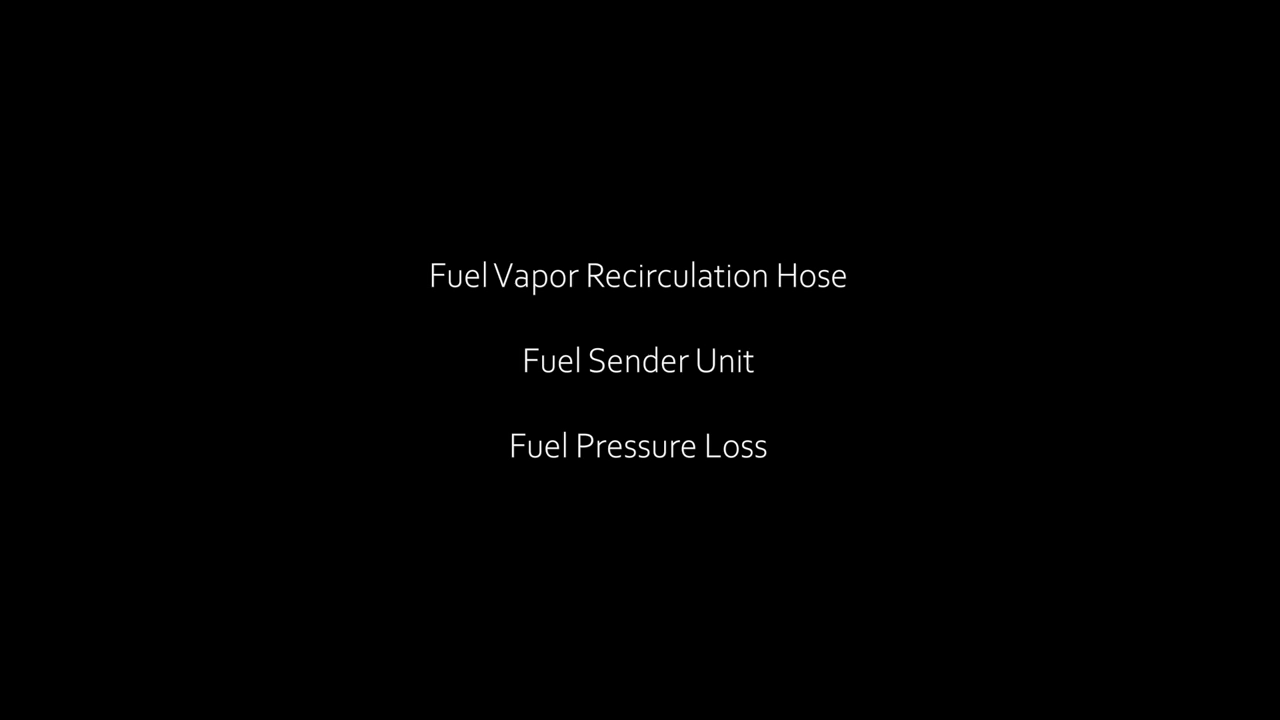 Fuel Vapor Recirculation Hose
Fuel Sender Unit
Fuel Pressure Loss